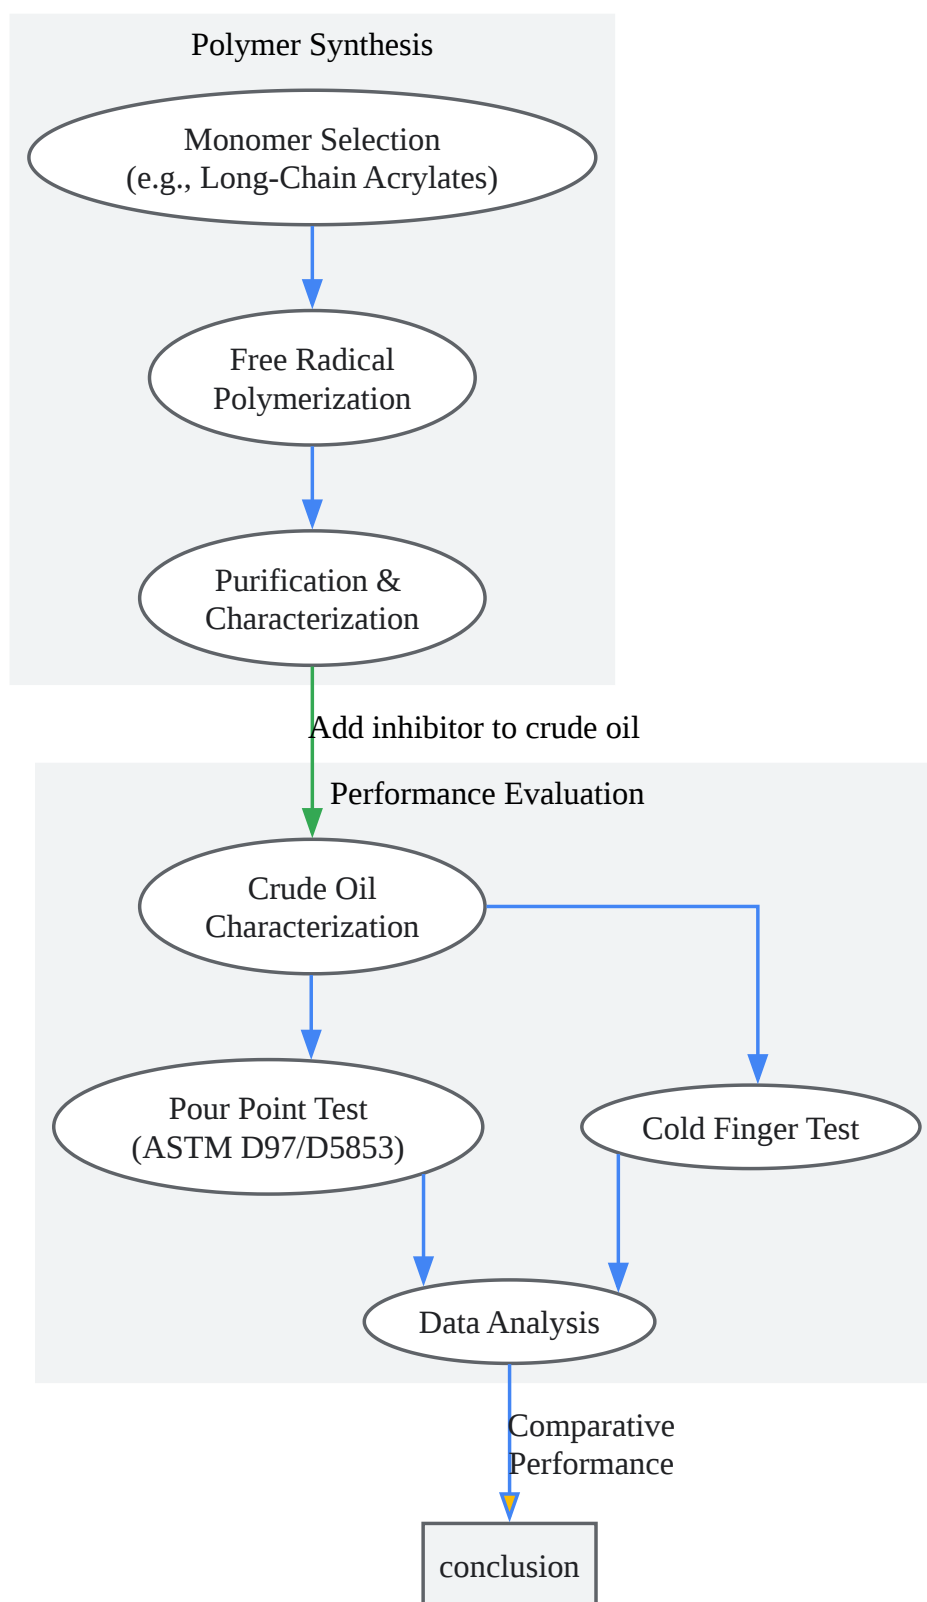 Polymer Synthesis
Monomer Selection
(e.g., Long-Chain Acrylates)
Free Radical
Polymerization
Purification &
Characterization
Add inhibitor to crude oil
Performance Evaluation
Crude Oil
Characterization
Pour Point Test
(ASTM D97/D5853)
Cold Finger Test
Data Analysis
Comparative
Performance
conclusion